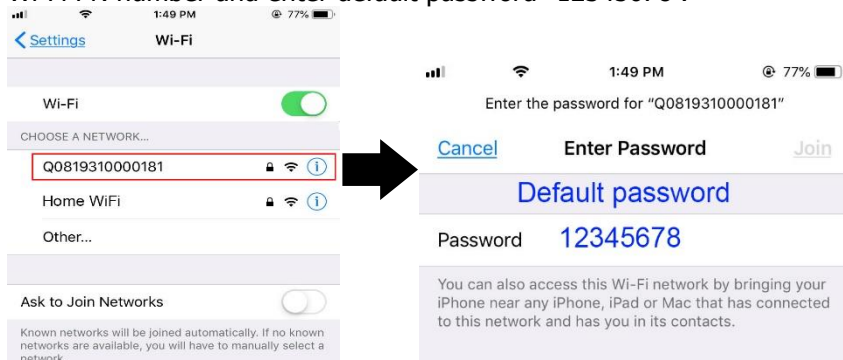 1:49 PM
77%
Settings
Wi-Fi
Wi-Fi
CHOOSE A NETWORK...
Q0819310000181
Home WiFi
Other...
Ask to Join Networks
Known networks will be joined automatically. If no known
networks are available, you will have to manually select a
network.
1:49 PM
77%
Enter the password for “Q0819310000181”
Cancel
Enter Password
Join
Default password
Password
12345678
You can also access this Wi-Fi network by bringing your
iPhone near any iPhone, iPad or Mac that has connected
to this network and has you in its contacts.